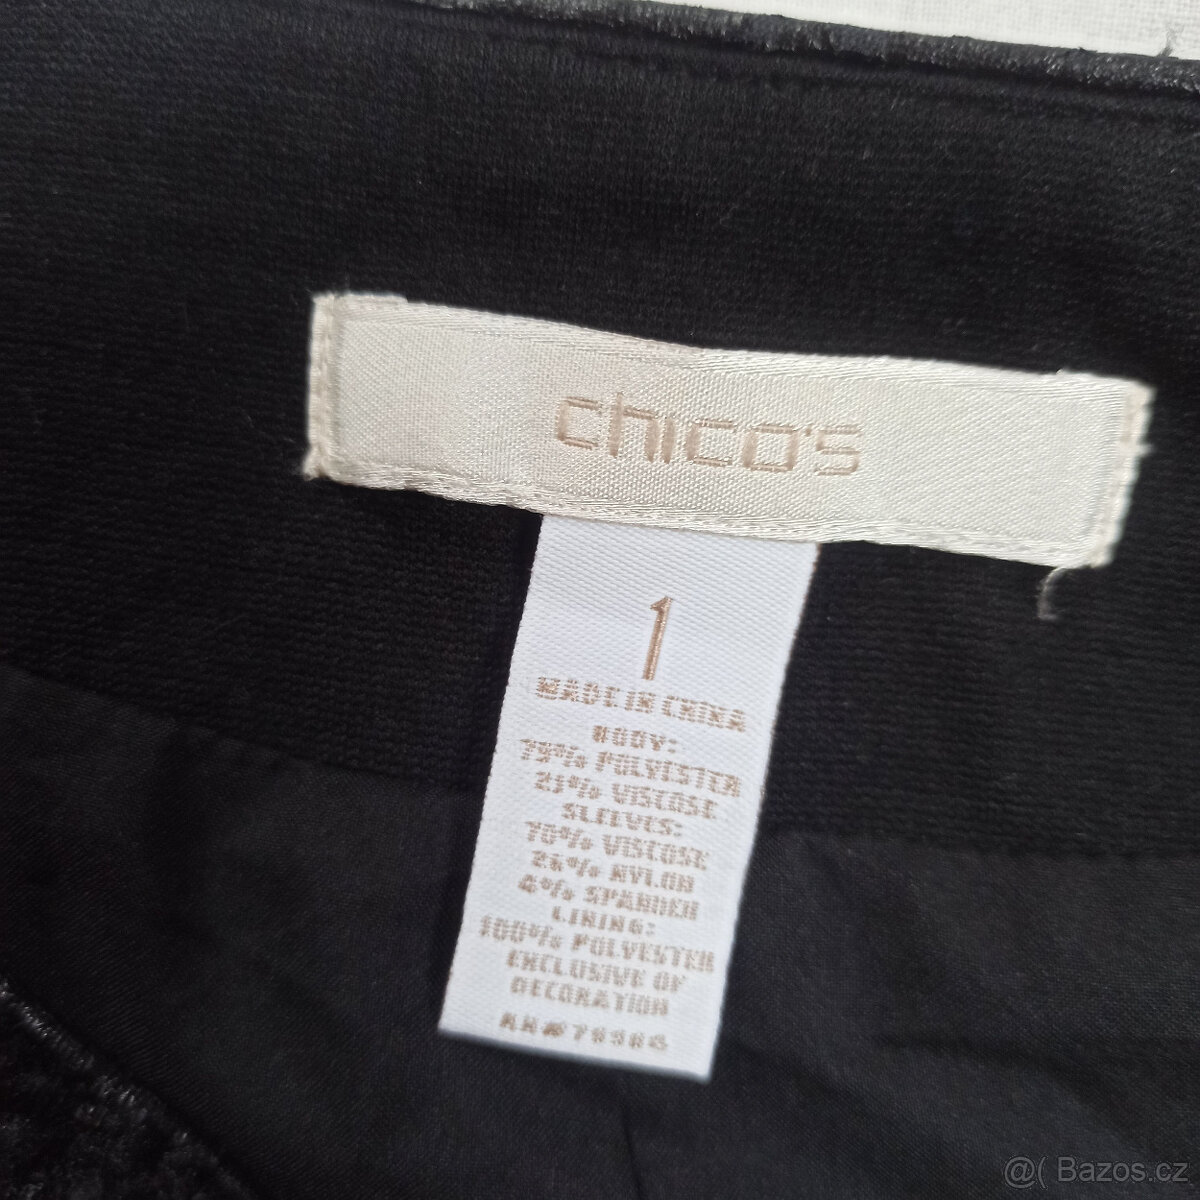 chico's
1
MADE IN CHINA
BODY:
79% POLYESTER
21% VISCOSE
SLEEVES:
70% VISCOSE
26% NYLON
4% SPANDEX
LINING:
100% POLYESTER
EXCLUSIVE OF
DECORATION
@( Bazos.cz